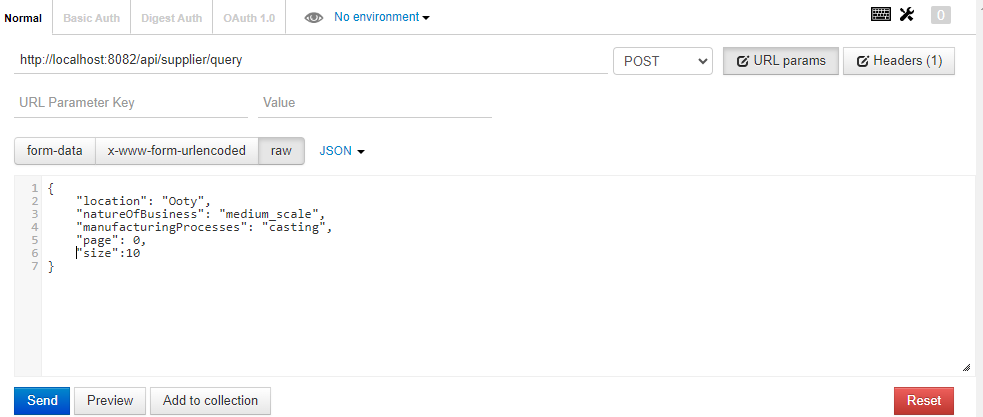 Normal Basic Auth Digest Auth OAuth 1.0 No environment 0
http://localhost:8082/api/supplier/query POST URL params Headers (1)
URL Parameter Key Value
form-data x-www-form-urlencoded raw JSON
1 {
2 "location": "Ooty",
3 "natureOfBusiness": "medium_scale",
4 "manufacturingProcesses": "casting",
5 "page": 0,
6 "size":10
7 }
Send Preview Add to collection Reset